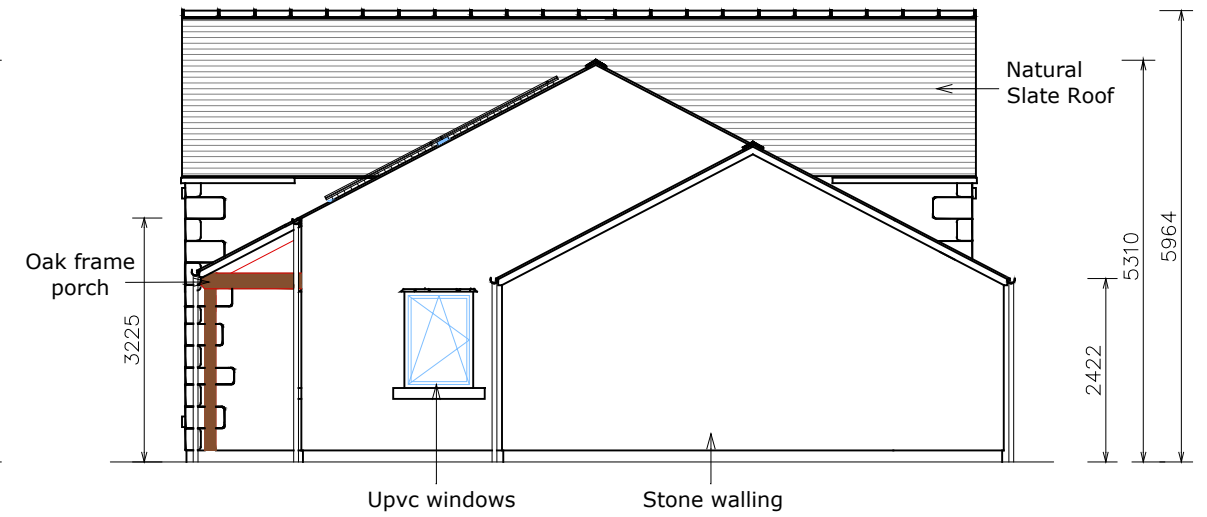 Natural
Slate Roof
5964
5310
Oak frame
porch
3225
2422
Upvc windows
Stone walling